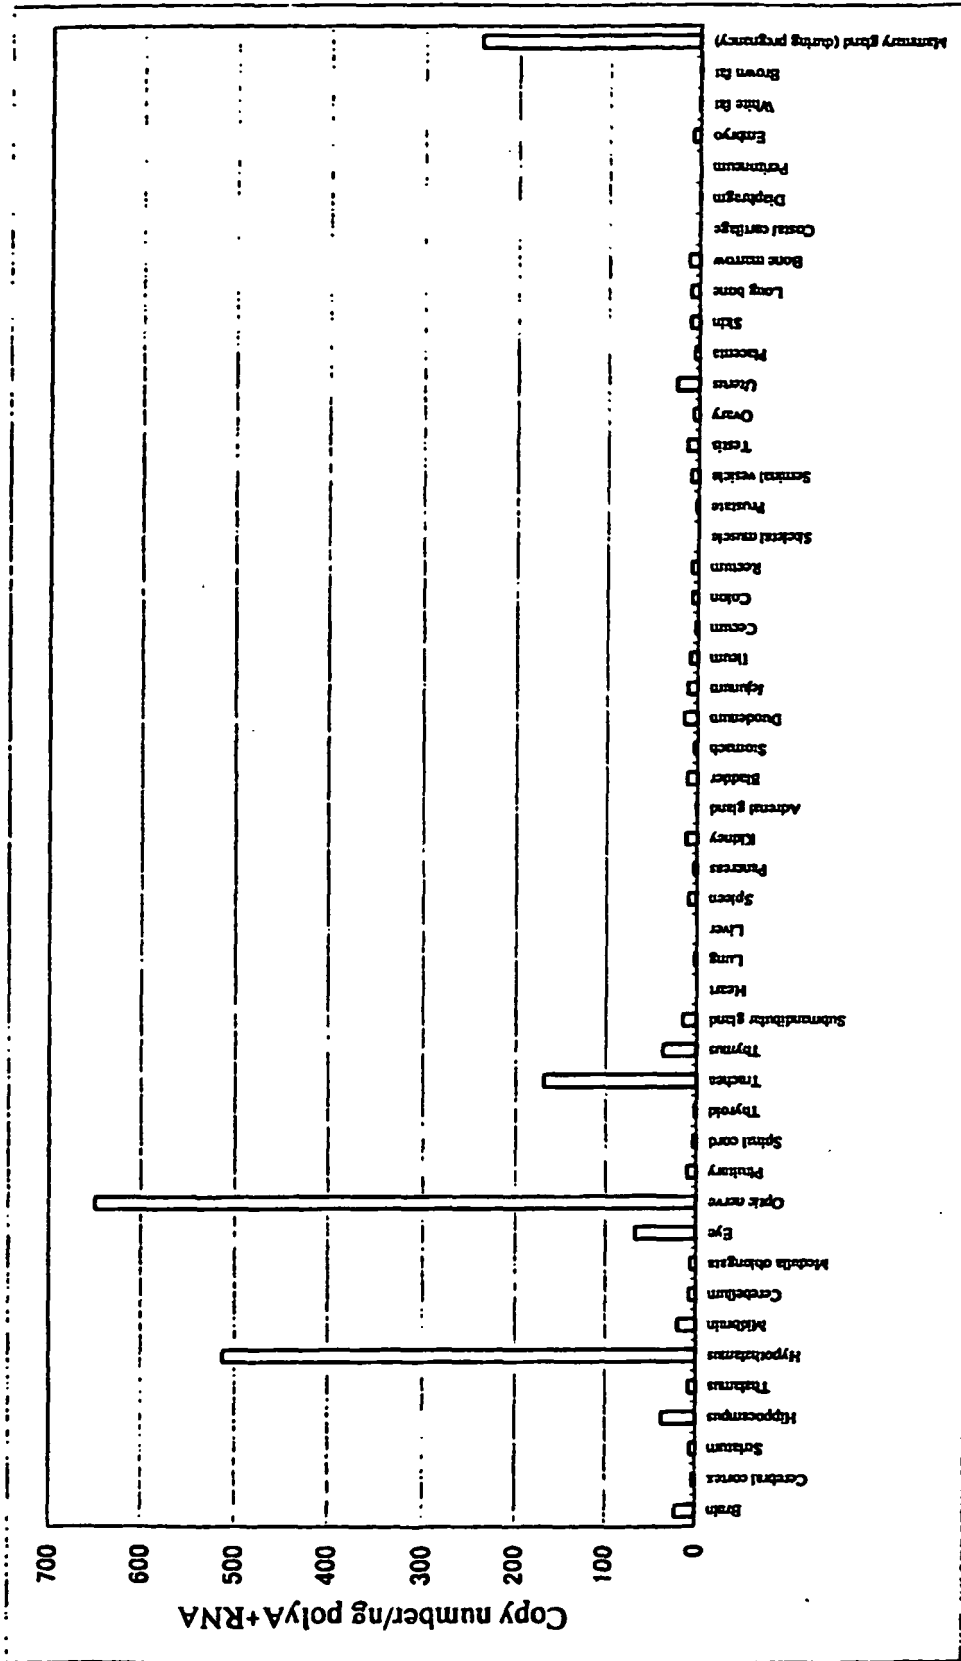 Copy number/ng polyA+RNA
700
600
500
400
300
200
100
0
Brain
Cerebral cortex
Striatum
Hippocampus
Thalamus
Hypothalamus
Midbrain
Cerebellum
Medulla oblongata
Eye
Optic nerve
Pituitary
Spinal cord
Thyroid
Trachea
Thymus
Submandibular gland
Heart
Lung
Liver
Spleen
Pancreas
Kidney
Adrenal gland
Bladder
Stomach
Duodenum
Jejunum
Ileum
Cecum
Colon
Rectum
Skeletal muscle
Prostate
Seminal vesicle
Testis
Ovary
Uterus
Placenta
Skin
Long bone
Bone marrow
Costal cartilage
Diaphragm
Embryo
White fat
Brown fat
Mammary gland (during pregnancy)